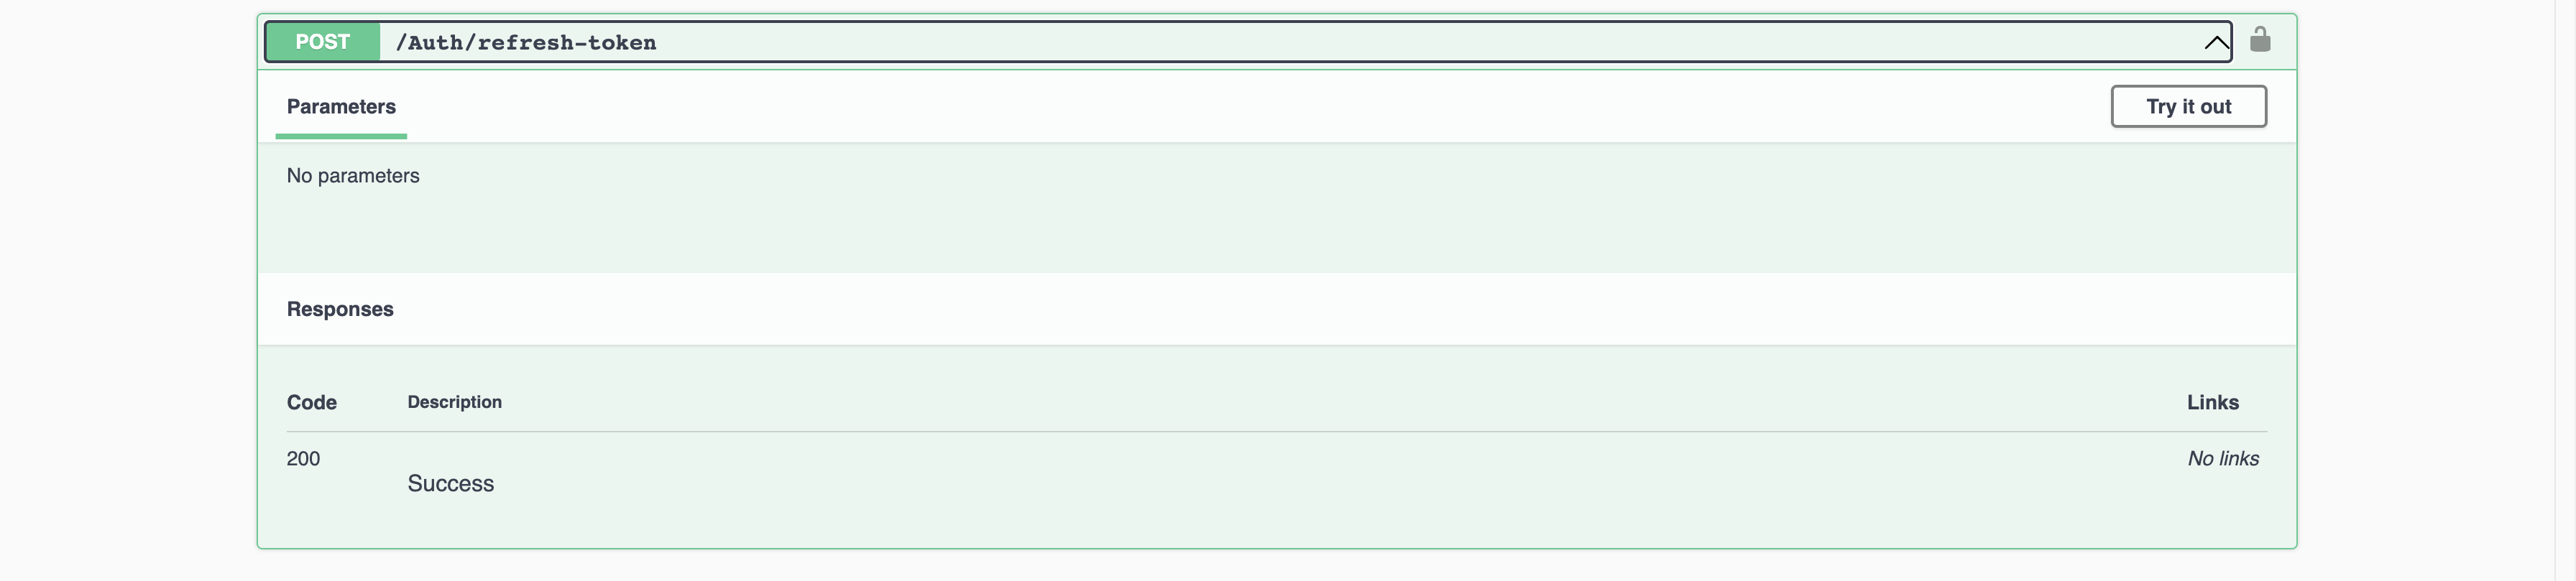 POST /Auth/refresh-token
Parameters
Try it out
No parameters
Responses
Code Description Links
200 No links
Success